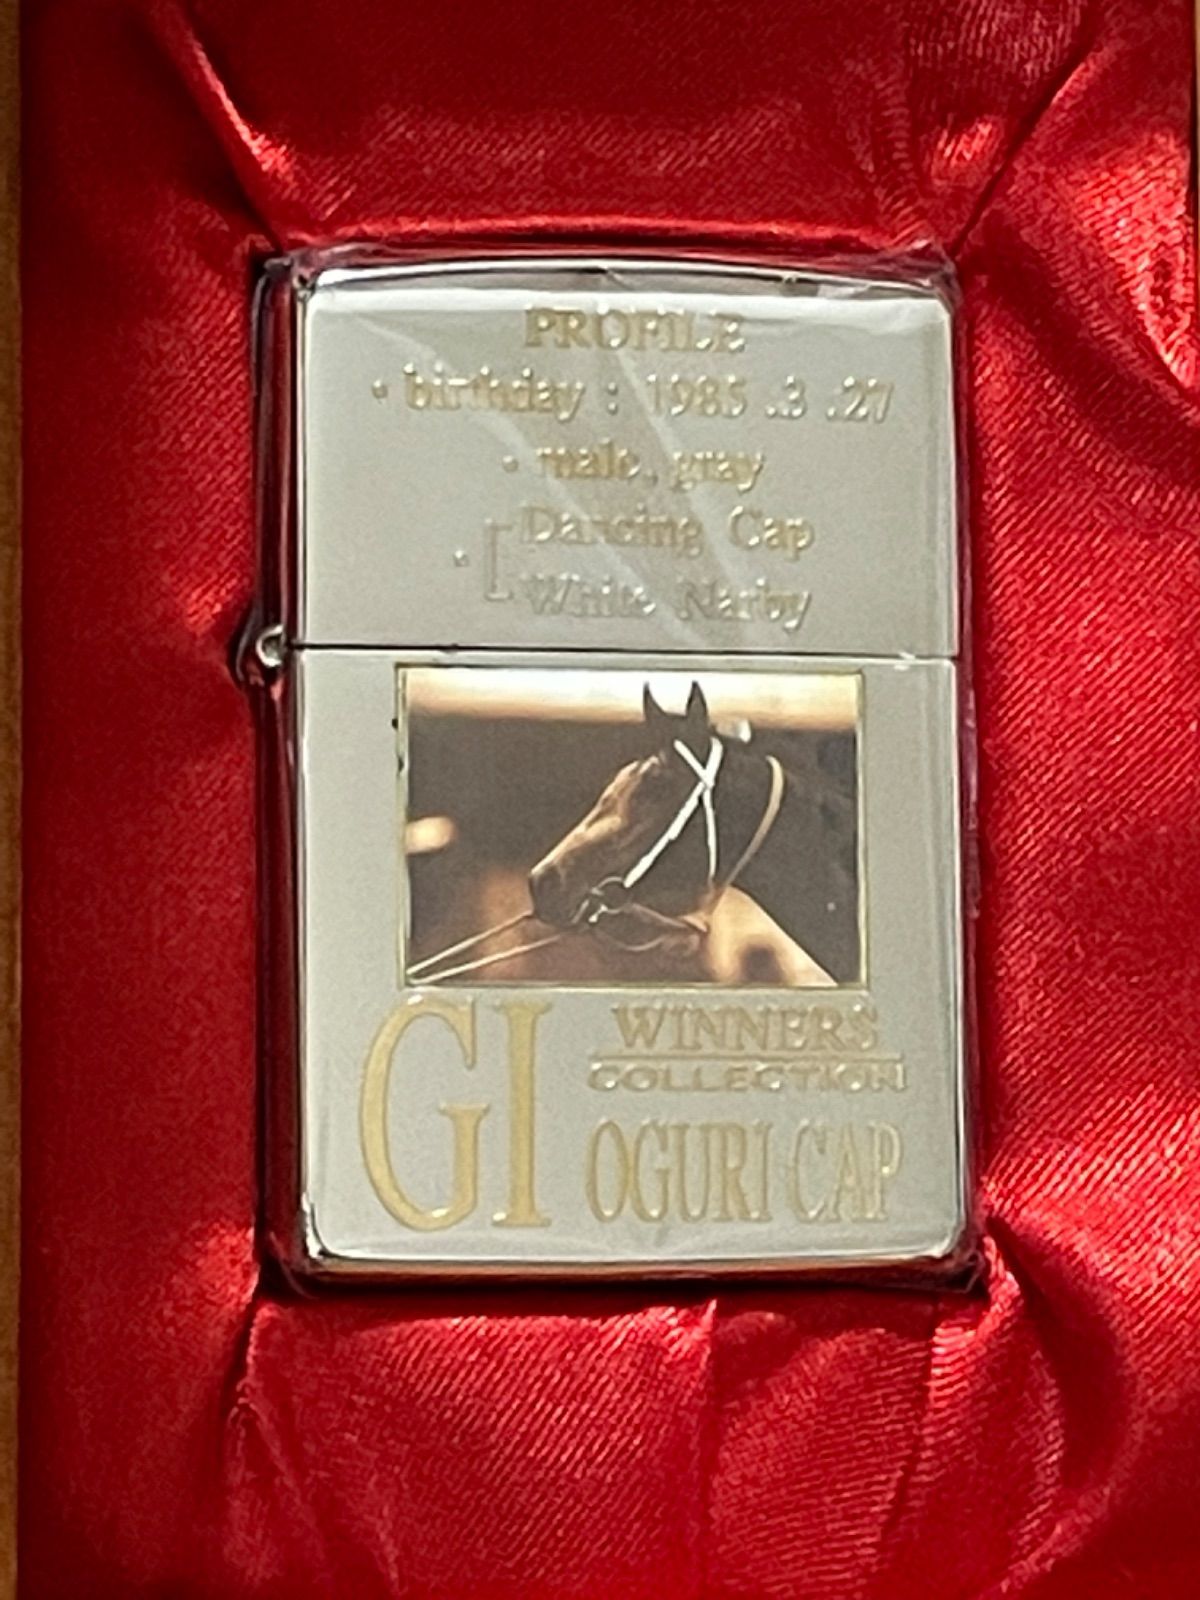 PROFILE
· birthday : 1985 .3 .27
· male, gray
· Dancing Cap
White Narby
GI WINNERS
COLLECTION
OGURI CAP